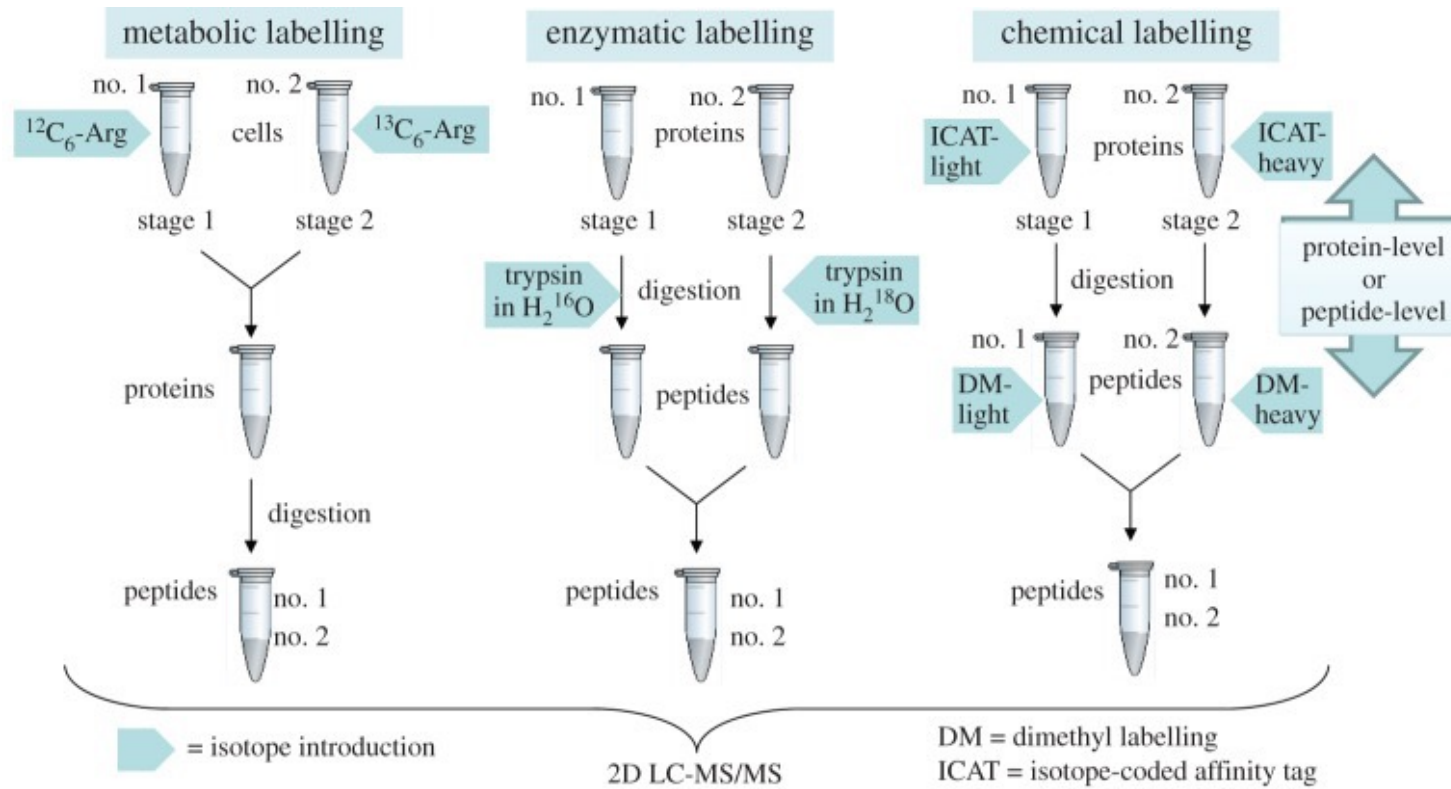 metabolic labelling
no. 1
no. 2
¹²C₆-Arg
cells
¹³C₆-Arg
stage 1
stage 2
proteins
digestion
peptides
no. 1
no. 2
enzymatic labelling
no. 1
no. 2
proteins
stage 1
stage 2
trypsin
in H₂¹⁶O
digestion
trypsin
in H₂¹⁸O
peptides
peptides
no. 1
no. 2
chemical labelling
no. 1
no. 2
ICAT-
light
proteins
ICAT-
heavy
stage 1
stage 2
digestion
protein-level
or
peptide-level
no. 1
no. 2
DM-
light
peptides
DM-
heavy
peptides
no. 1
no. 2
= isotope introduction
2D LC-MS/MS
DM = dimethyl labelling
ICAT = isotope-coded affinity tag